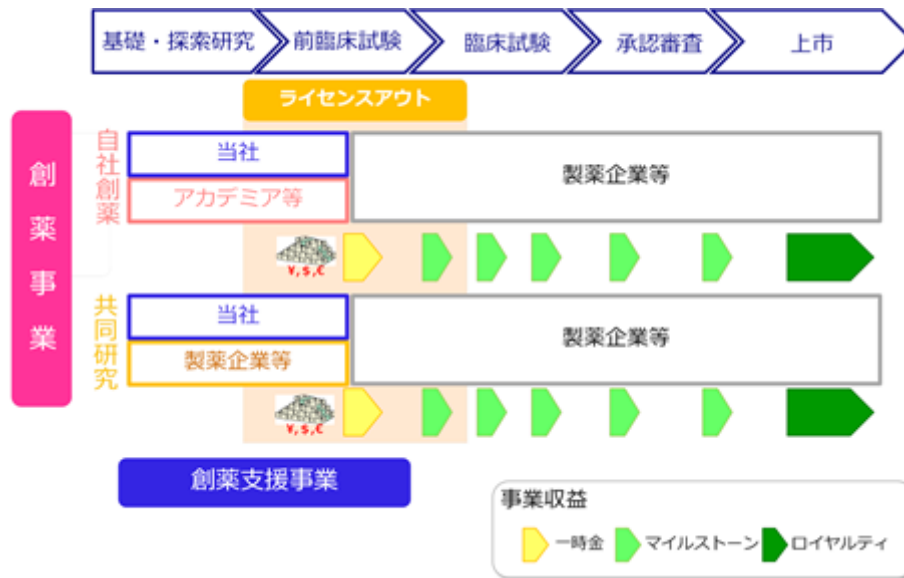 基礎・探索研究
前臨床試験
臨床試験
承認審査
上市
ライセンスアウト
創薬事業
自社創薬
当社
アカデミア等
製薬企業等
¥,$,€
共同研究
当社
製薬企業等
製薬企業等
¥,$,€
創薬支援事業
事業収益
一時金
マイルストーン
ロイヤルティ